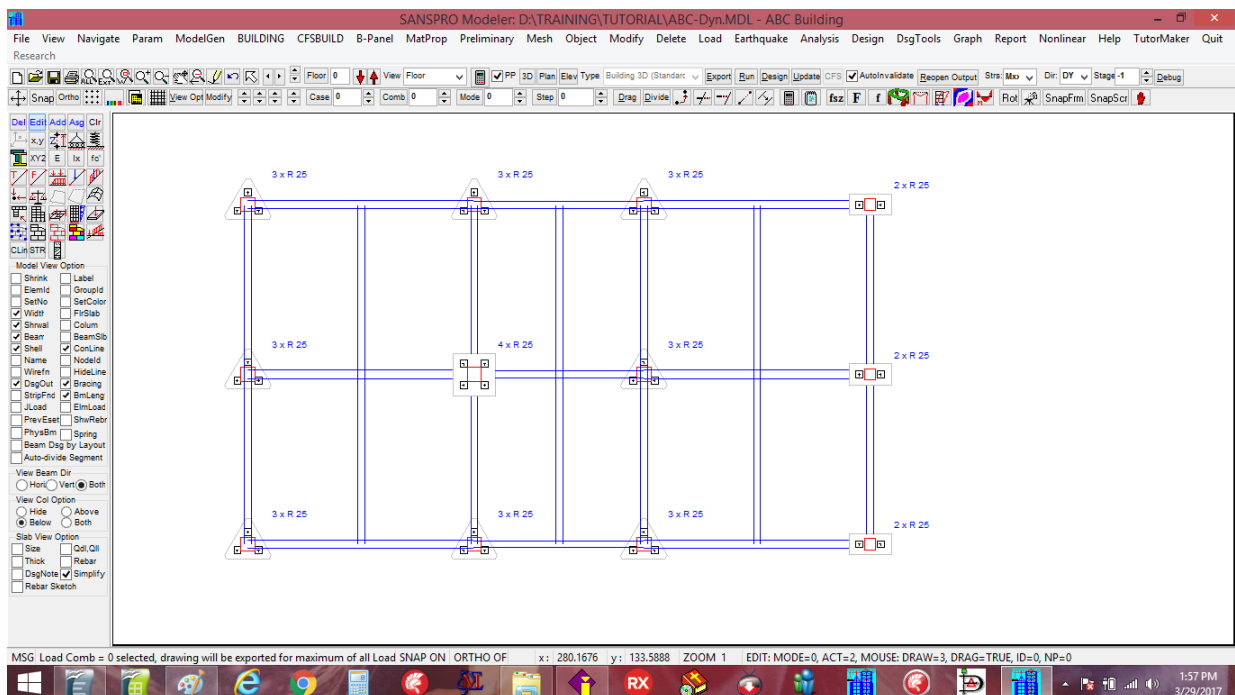 SANSPRO Modeler: D:\TRAINING\TUTORIAL\ABC-Dyn.MDL - ABC Building
File View Navigate Param ModelGen BUILDING CFSBUILD B-Panel MatProp Preliminary Mesh Object Modify Delete Load Earthquake Analysis Design DsgTools Graph Report Nonlinear Help TutorMaker Quit
Research
Floor 0 View Floor PP 3D Plan Elev Type Building 3D (Standarc Export Run Design Update CFS AutoInvalidate Reopen Output Strs: Mxx Dir: DY Stage -1 Debug
Snap Ortho View Opt Modify Case 0 Comb 0 Mode 0 Step 0 Drag Divide fsz F f Rot SnapFrm SnapScr
Del Edit Add Asg Clr
x,y
XY2 E Ix fc'
CLin STR
Model View Option
Shrink Label
ElemId GroupId
SetNo SetColor
Width FlrSlab
Shrwal Colum
Beam BeamSlb
Shell ConLine
Name NodeId
Wirefn HideLine
DsgOut Bracing
StripFnd BmLeng
JLoad ElmLoad
PrevEset ShwRebr
PhysBm Spring
Beam Dsg by Layout
Auto-divide Segment
View Beam Dir
Hori Vert Both
View Col Option
Hide Above
Below Both
Slab View Option
Size Qdl,Qll
Thick Rebar
DsgNote Simplify
Rebar Sketch
3 x R 25 3 x R 25 3 x R 25 2 x R 25
3 x R 25 4 x R 25 3 x R 25 2 x R 25
3 x R 25 3 x R 25 3 x R 25 2 x R 25
MSG Load Comb = 0 selected, drawing will be exported for maximum of all Load SNAP ON ORTHO OF x: 280.1676 y: 133.5888 ZOOM 1 EDIT: MODE=0, ACT=2, MOUSE: DRAW=3, DRAG=TRUE, ID=0, NP=0
RX
1:57 PM
3/29/2017